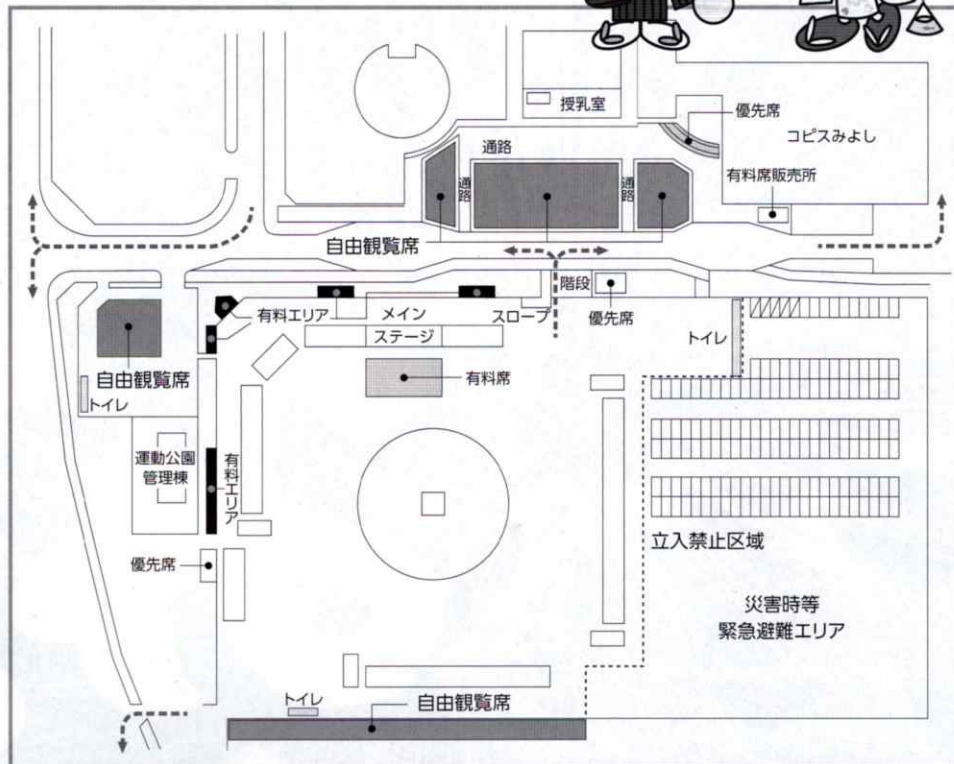 授乳室
優先席
コピスみよし
通路
有料席販売所
通路
通路
自由観覧席
階段
優先席
有料エリア
メイン
ステージ
スロープ
トイレ
有料席
自由観覧席
トイレ
運動公園
管理棟
有料エリア
立入禁止区域
優先席
災害時等
緊急避難エリア
トイレ
自由観覧席